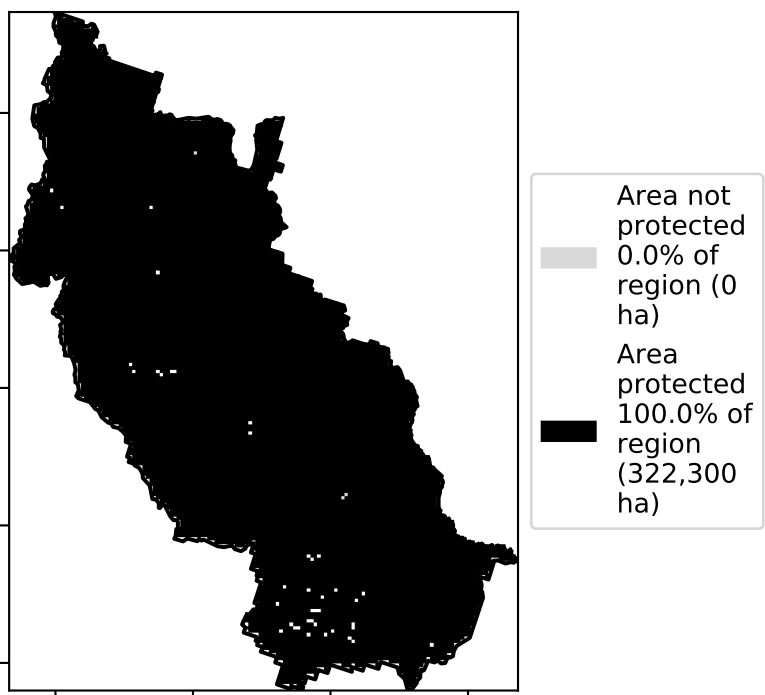 Area not
protected
0.0% of
region (0
ha)
Area
protected
100.0% of
region
(322,300
ha)